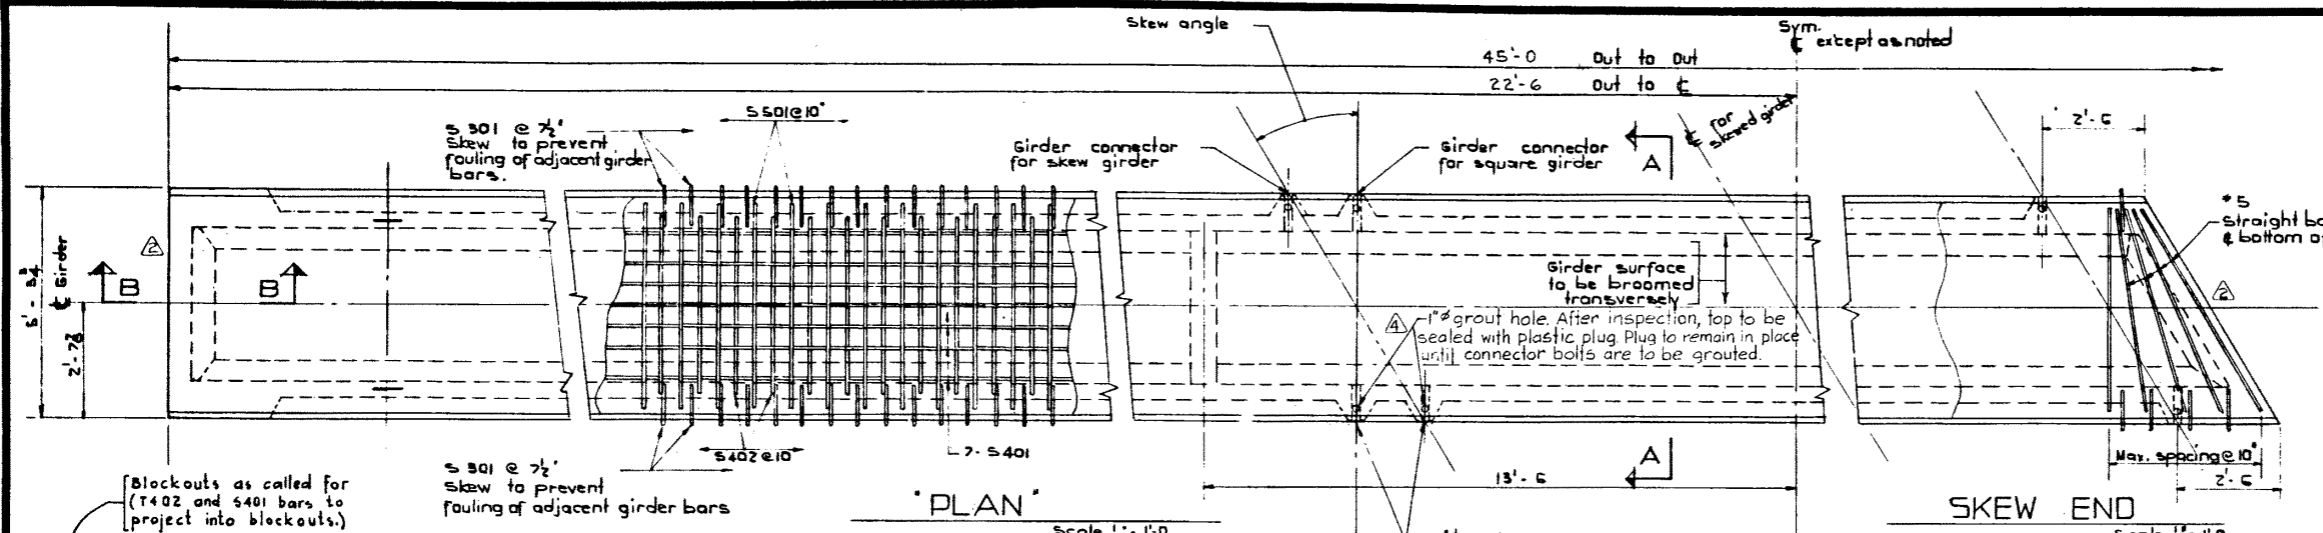 Skew angle
Sym.
℄ except as noted
45'-0 Out to Out
22'-6 Out to ℄
S 501 @ 10"
S 301 @ 7½"
Skew to prevent
fouling of adjacent girder
bars.
Girder connector
for skew girder
Girder connector
for square girder
A
℄ for
skewed girder
2'-6
#5
Straight
& bottom
5'-3¾
℄ Girder
2
B
B
2'-7⅞
Girder surface
to be broomed
transversely
2
4
1"ø grout hole. After inspection, top to be
sealed with plastic plug. Plug to remain in place
until connector bolts are to be grouted.
S402 @ 10"
7-S401
A
Max. spacing @ 10"
13'-6
2'-6
Blockouts as called for
(T402 and S401 bars to
project into blockouts.)
S 301 @ 7½"
Skew to prevent
fouling of adjacent girder bars
"PLAN"
SKEW END